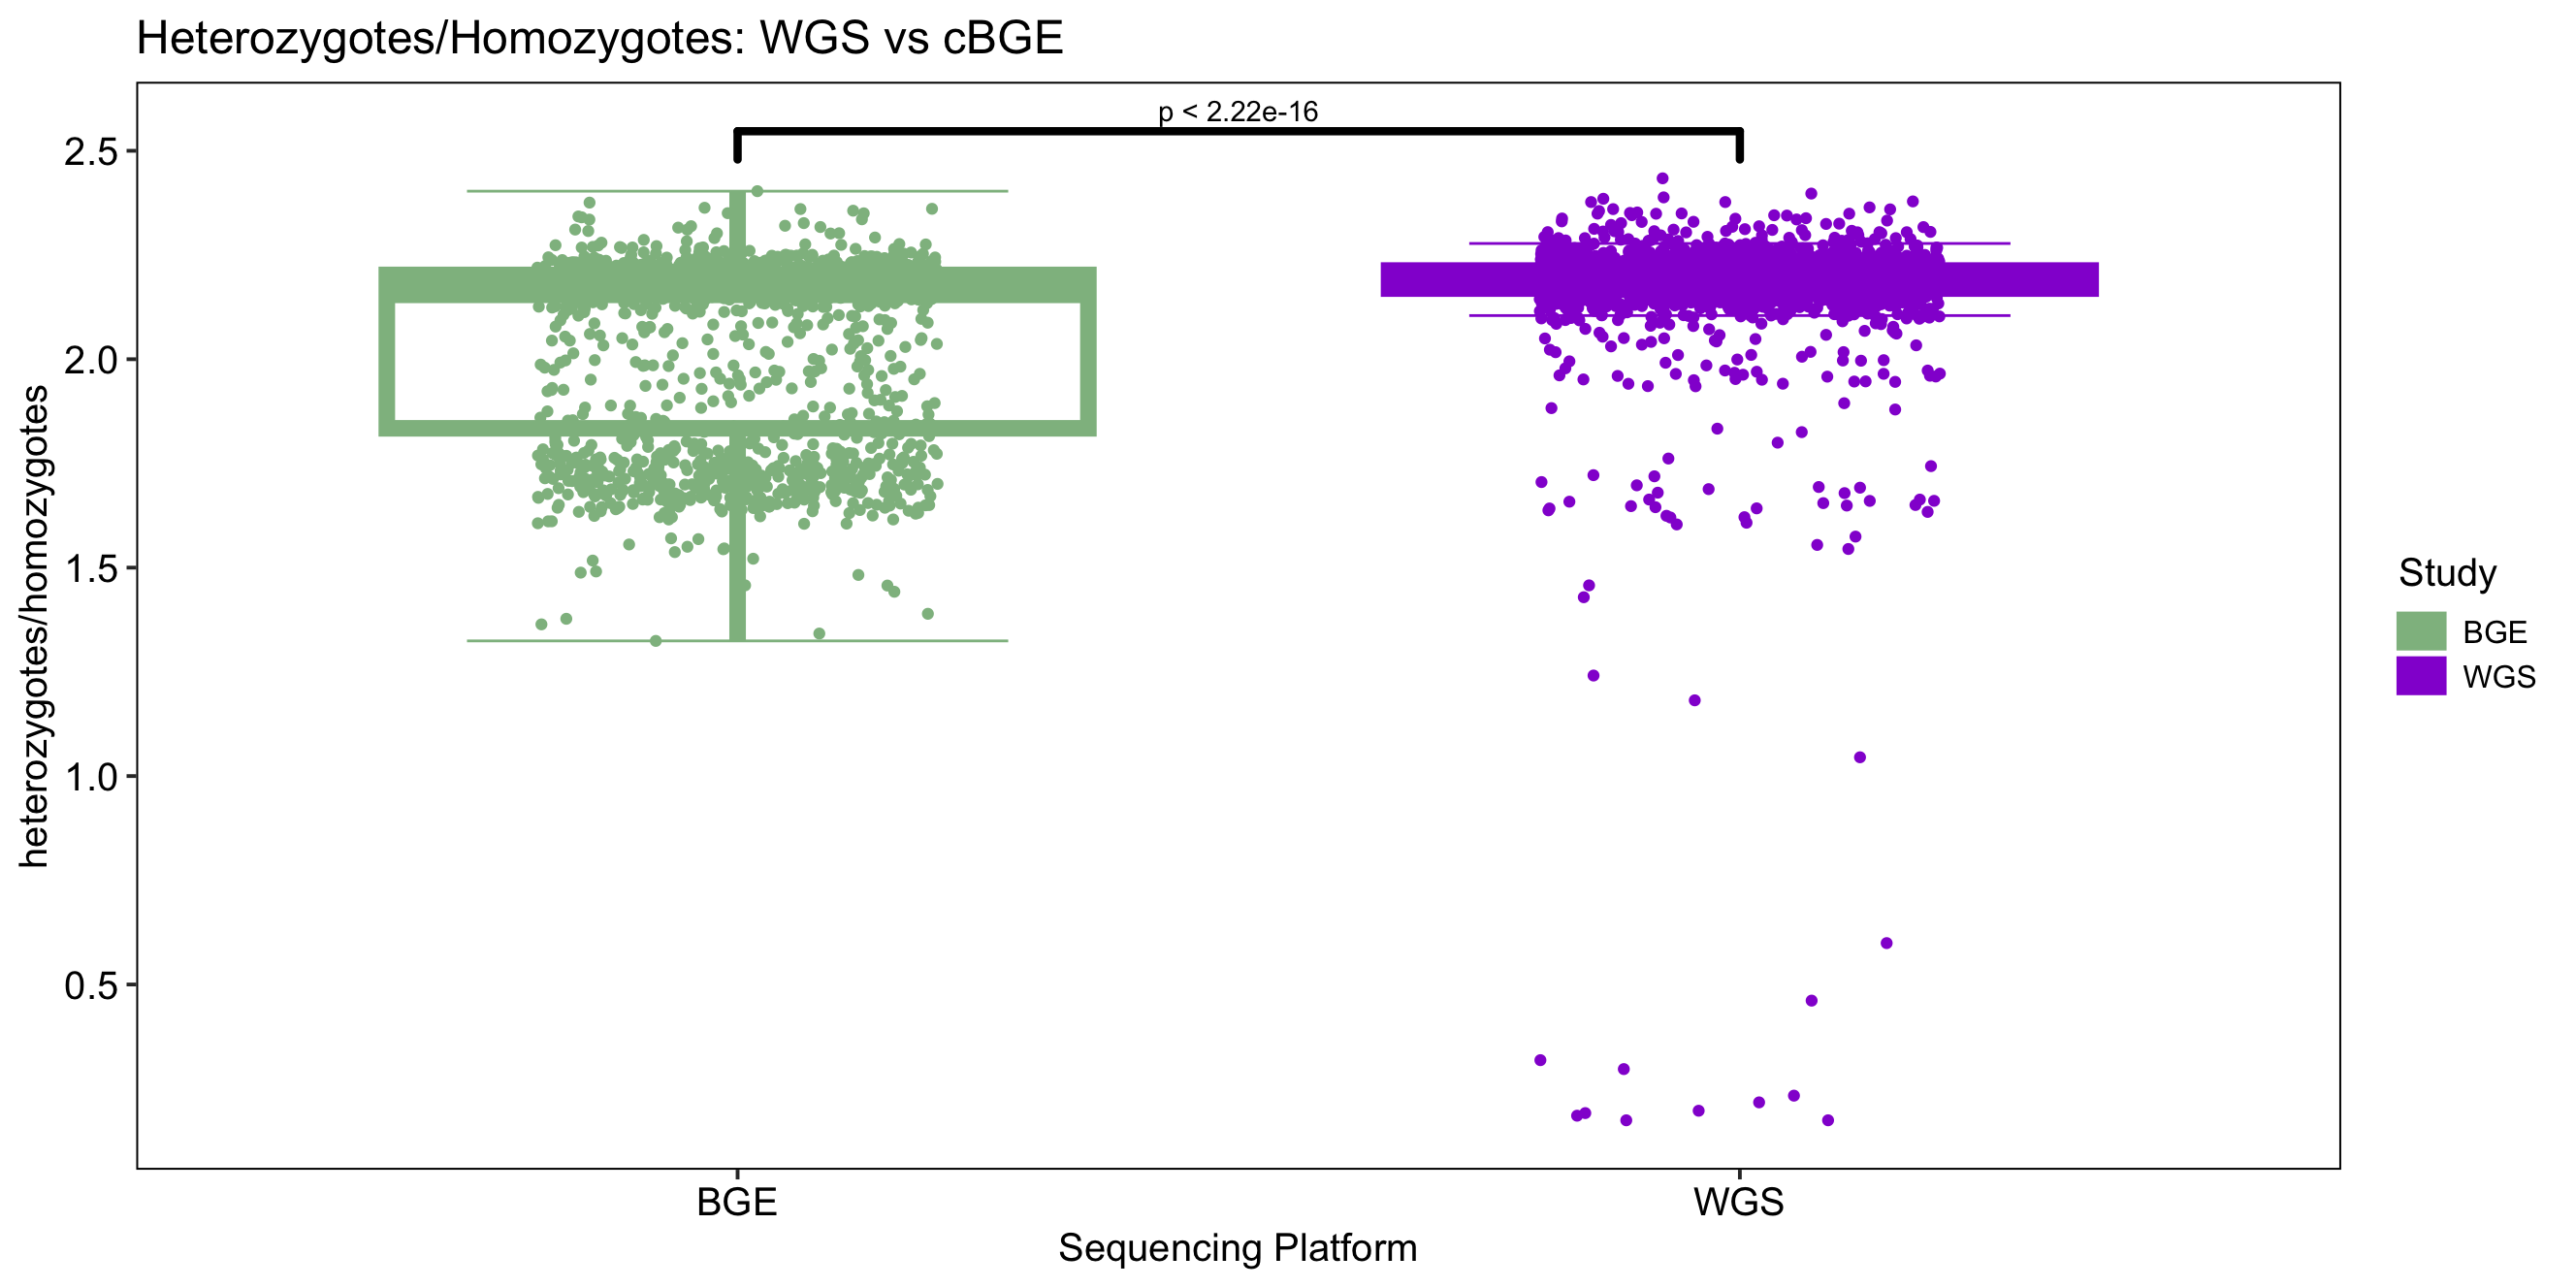 Heterozygotes/Homozygotes: WGS vs cBGE
p < 2.22e-16
2.5
2.0
1.5
1.0
0.5
heterozygotes/homozygotes
BGE
WGS
Sequencing Platform
Study
BGE
WGS